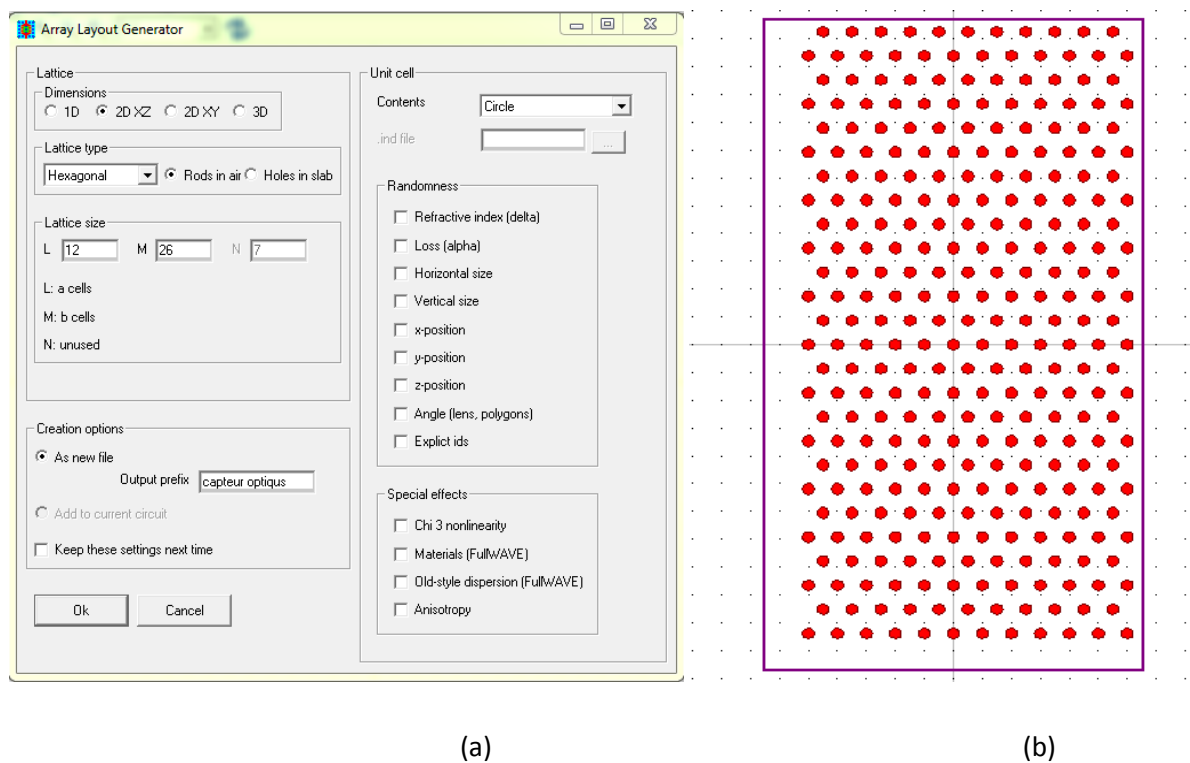 Array Layout Generator
Lattice
Dimensions
1D 2D XZ 2D XY 3D
Lattice type
Hexagonal Rods in air Holes in slab
Lattice size
L 12 M 26 N 7
L: a cells
M: b cells
N: unused
Creation options
As new file
Output prefix capteur optiqus
Add to current circuit
Keep these settings next time
Ok Cancel
Unit cell
Contents Circle
.ind file ...
Randomness
Refractive index (delta)
Loss (alpha)
Horizontal size
Vertical size
x-position
y-position
z-position
Angle (lens, polygons)
Explict ids
Special effects
Chi 3 nonlinearity
Materials (FullWAVE)
Old-style dispersion (FullWAVE)
Anisotropy
(a) (b)